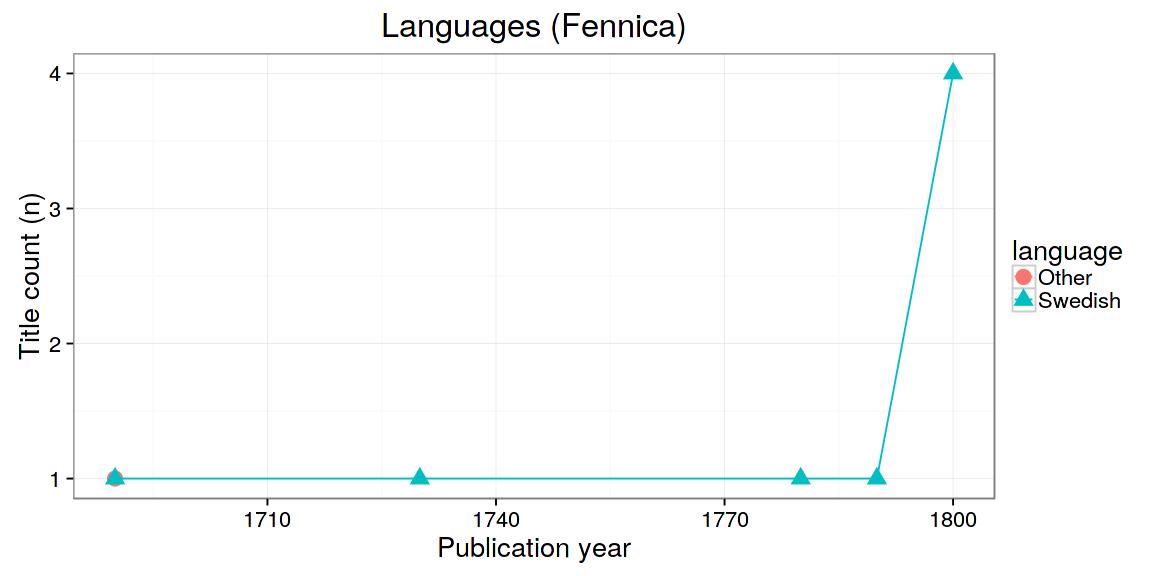 Languages (Fennica)
4
3
2
1
Title count (n)
1710
1740
1770
1800
Publication year
language
Other
Swedish